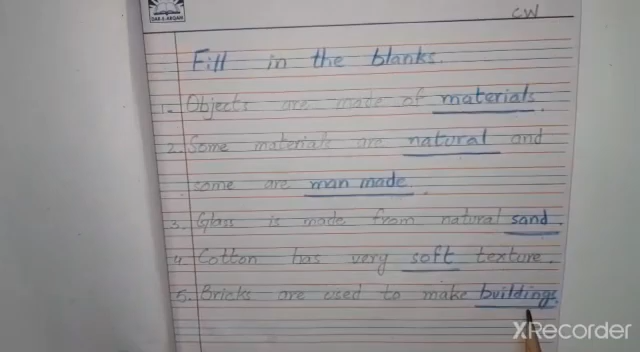 DAR-E-ARQAM
CW
Fill in the blanks.
1. Objects are made of materials.
2. Some materials are natural and
some are man made.
3. Glass is made from natural sand.
4. Cotton has very soft texture.
5. Bricks are used to make buildings.
XRecorder